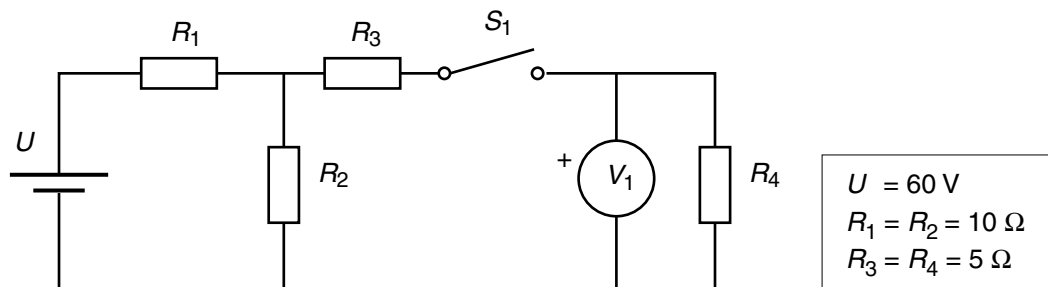 R₁
R₃
S₁
U
R₂
+
V₁
R₄
U = 60 V
R₁ = R₂ = 10 Ω
R₃ = R₄ = 5 Ω